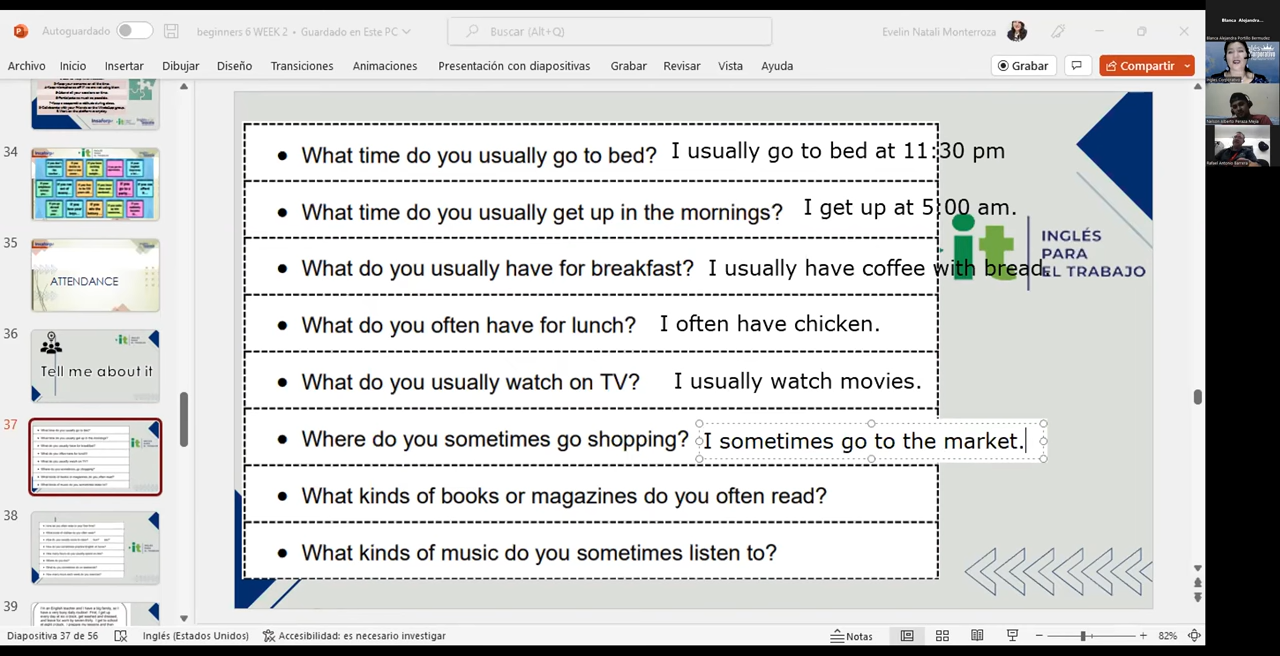 Autoguardado
beginners 6 WEEK 2 • Guardado en Este PC
Buscar (Alt+Q)
Evelin Natali Monterroza
Archivo Inicio Insertar Dibujar Diseño Transiciones Animaciones Presentación con diapositivas Grabar Revisar Vista Ayuda
Grabar
Compartir
34
35
ATTENDANCE
36
Tell me about it
37
38
39
• What time do you usually go to bed? I usually go to bed at 11:30 pm
• What time do you usually get up in the mornings? I get up at 5:00 am.
• What do you usually have for breakfast? I usually have coffee with bread.
• What do you often have for lunch? I often have chicken.
• What do you usually watch on TV? I usually watch movies.
• Where do you sometimes go shopping? I sometimes go to the market.
• What kinds of books or magazines do you often read?
• What kinds of music do you sometimes listen to?
it
INGLÉS
PARA
EL TRABAJO
Diapositiva 37 de 56
Inglés (Estados Unidos)
Accesibilidad: es necesario investigar
Notas
82%
Blanca Alejandra...
Blanca Alejandra Portillo Bermudez